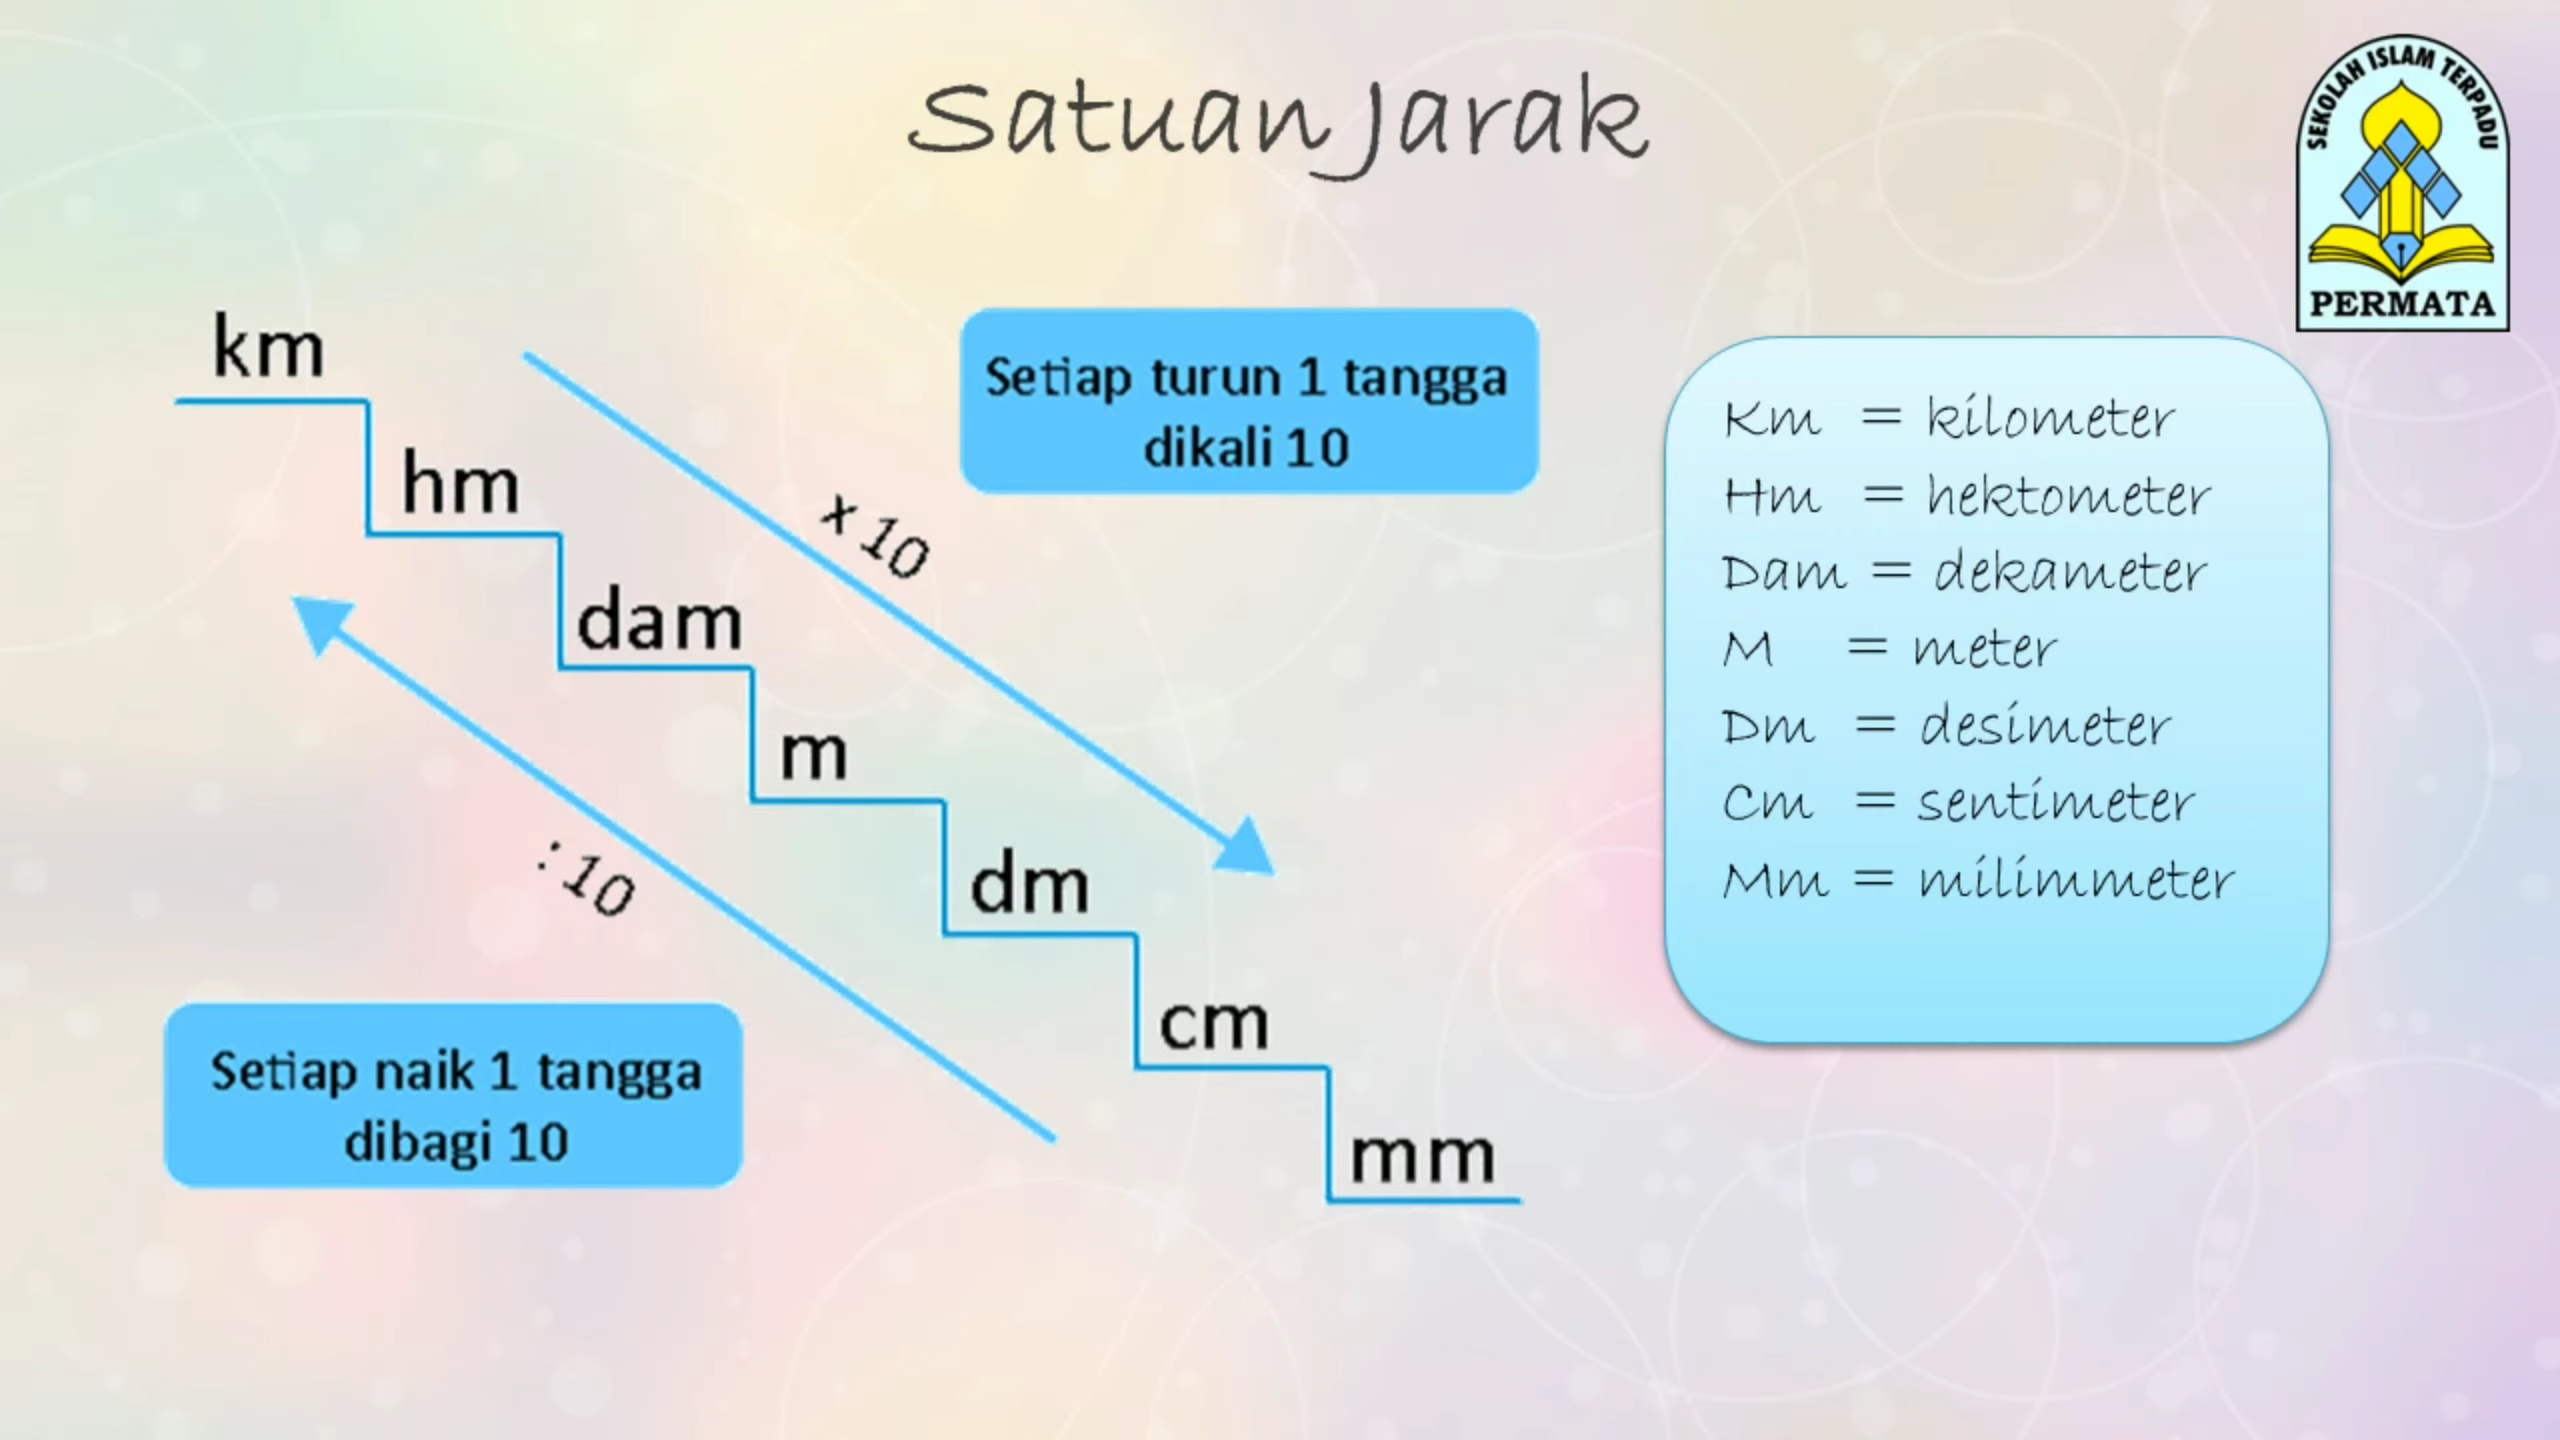 Satuan Jarak
SEKOLAH ISLAM TERPADU
PERMATA
km
hm
dam
m
dm
cm
mm
x 10
: 10
Setiap turun 1 tangga
dikali 10
Setiap naik 1 tangga
dibagi 10
Km = kilometer
Hm = hektometer
Dam = dekameter
M = meter
Dm = desimeter
Cm = sentimeter
Mm = milimmeter